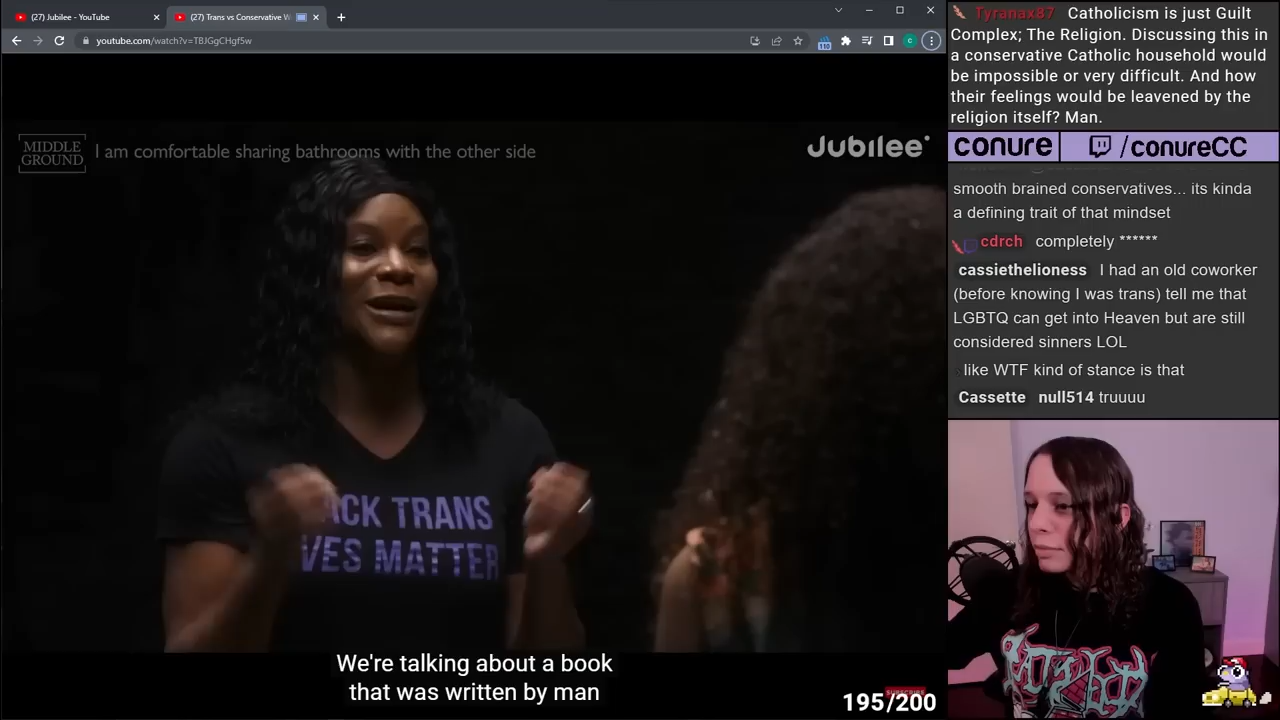 (27) Jubilee - YouTube
(27) Trans vs Conservative W
youtube.com/watch?v=TBJGgCHgf5w
MIDDLE
GROUND
I am comfortable sharing bathrooms with the other side
Jubilee
ACK TRANS
VES MATTER
We're talking about a book
that was written by man
SUBSCRIBE
195/200
Tyranax87 Catholicism is just Guilt
Complex; The Religion. Discussing this in
a conservative Catholic household would
be impossible or very difficult. And how
their feelings would be leavened by the
religion itself? Man.
conure
/conureCC
smooth brained conservatives... its kinda
a defining trait of that mindset
cdrch completely ******
cassiethelioness I had an old coworker
(before knowing I was trans) tell me that
LGBTQ can get into Heaven but are still
considered sinners LOL
like WTF kind of stance is that
Cassette null514 truuuu